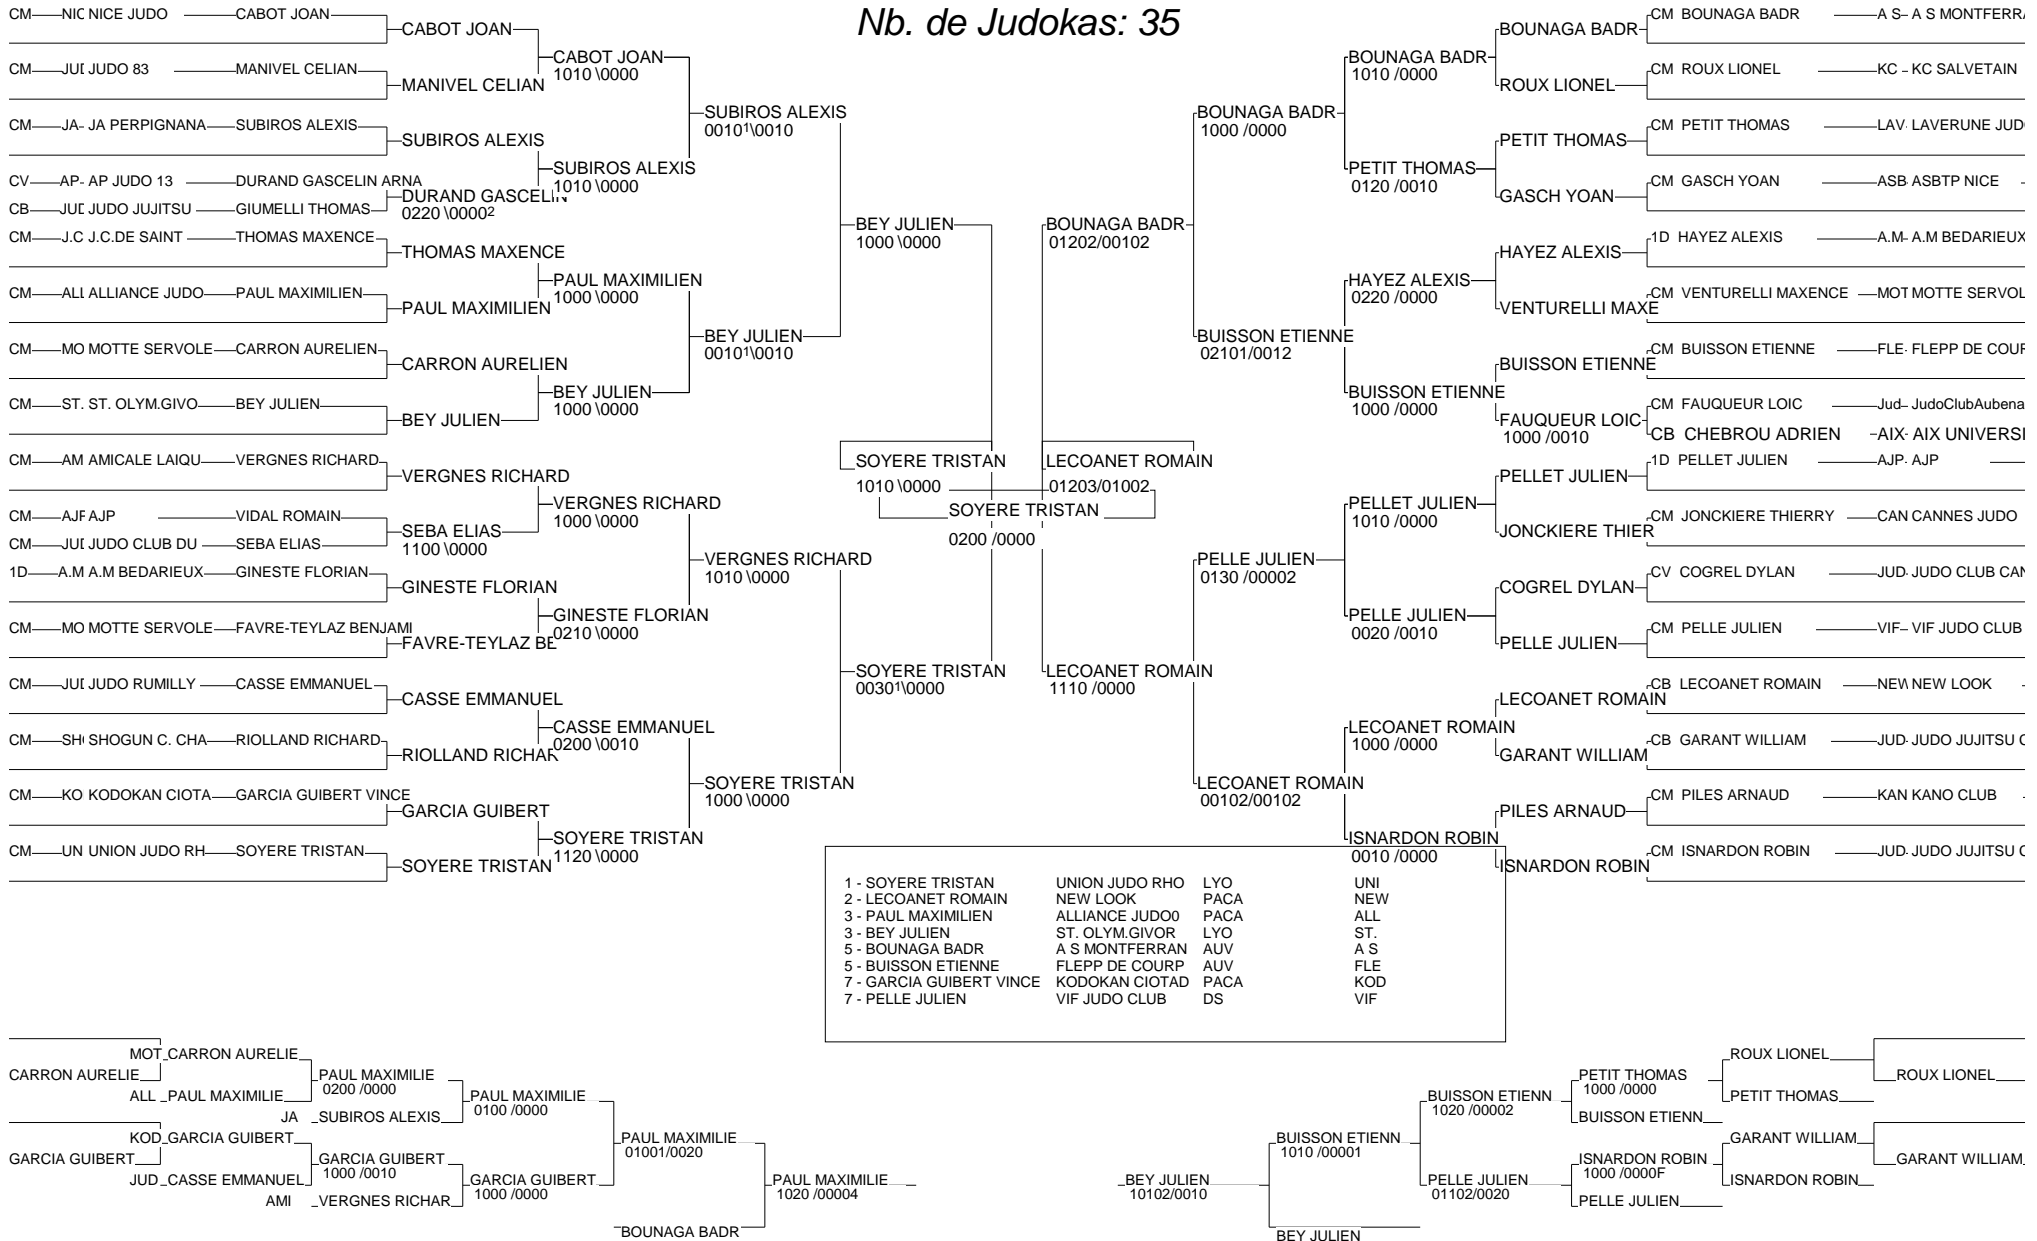 Nb. de Judokas: 35
CM NIC NICE JUDO CABOT JOAN
CM JUD JUDO 83 MANIVEL CELIAN
CM JA- JA PERPIGNANA SUBIROS ALEXIS
CV AP- AP JUDO 13 DURAND GASCELIN ARNA
CB JUD JUDO JUJITSU GIUMELLI THOMAS
CM J.C J.C.DE SAINT THOMAS MAXENCE
CM ALL ALLIANCE JUDO PAUL MAXIMILIEN
CM MO MOTTE SERVOLE CARRON AURELIEN
CM ST. ST. OLYM.GIVO BEY JULIEN
CM AM AMICALE LAIQU VERGNES RICHARD
CM AJP AJP VIDAL ROMAIN
CM JUD JUDO CLUB DU SEBA ELIAS
1D A.M A.M BEDARIEUX GINESTE FLORIAN
CM MO MOTTE SERVOLE FAVRE-TEYLAZ BENJAMI
CM JUD JUDO RUMILLY CASSE EMMANUEL
CM SH SHOGUN C. CHA RIOLLAND RICHARD
CM KO KODOKAN CIOTA GARCIA GUIBERT VINCE
CM UN UNION JUDO RH SOYERE TRISTAN
CABOT JOAN
MANIVEL CELIAN
SUBIROS ALEXIS
DURAND GASCELIN
0220 \0000²
THOMAS MAXENCE
PAUL MAXIMILIEN
CARRON AURELIEN
BEY JULIEN
VERGNES RICHARD
SEBA ELIAS
1100 \0000
GINESTE FLORIAN
FAVRE-TEYLAZ BE
CASSE EMMANUEL
RIOLLAND RICHAR
GARCIA GUIBERT
SOYERE TRISTAN
CABOT JOAN
1010 \0000
SUBIROS ALEXIS
1010 \0000
PAUL MAXIMILIEN
1000 \0000
BEY JULIEN
1000 \0000
VERGNES RICHARD
1000 \0000
GINESTE FLORIAN
0210 \0000
CASSE EMMANUEL
0200 \0010
SOYERE TRISTAN
1120 \0000
SUBIROS ALEXIS
0010¹\0010
BEY JULIEN
0010¹\0010
VERGNES RICHARD
1010 \0000
SOYERE TRISTAN
1000 \0000
BEY JULIEN
1000 \0000
SOYERE TRISTAN
0030¹\0000
SOYERE TRISTAN
1010 \0000
LECOANET ROMAIN
01203/01002
SOYERE TRISTAN
0200 /0000
BOUNAGA BADR
01202/00102
LECOANET ROMAIN
1110 /0000
BOUNAGA BADR
1000 /0000
BUISSON ETIENNE
02101/0012
PELLE JULIEN
0130 /00002
LECOANET ROMAIN
00102/00102
BOUNAGA BADR
1010 /0000
PETIT THOMAS
0120 /0010
HAYEZ ALEXIS
0220 /0000
BUISSON ETIENNE
1000 /0000
PELLET JULIEN
1010 /0000
PELLE JULIEN
0020 /0010
LECOANET ROMAIN
1000 /0000
ISNARDON ROBIN
0010 /0000
BOUNAGA BADR
ROUX LIONEL
PETIT THOMAS
GASCH YOAN
HAYEZ ALEXIS
VENTURELLI MAXE
BUISSON ETIENNE
FAUQUEUR LOIC
1000 /0010
PELLET JULIEN
JONCKIERE THIER
COGREL DYLAN
PELLE JULIEN
LECOANET ROMAIN
GARANT WILLIAM
PILES ARNAUD
ISNARDON ROBIN
CM BOUNAGA BADR A S- A S MONTFERRA
CM ROUX LIONEL KC - KC SALVETAIN
CM PETIT THOMAS LAV LAVERUNE JUD
CM GASCH YOAN ASB ASBTP NICE
1D HAYEZ ALEXIS A.M- A.M BEDARIEUX
CM VENTURELLI MAXENCE MOT MOTTE SERVOL
CM BUISSON ETIENNE FLE FLEPP DE COUR
CM FAUQUEUR LOIC Jud JudoClubAubena
CB CHEBROU ADRIEN AIX- AIX UNIVERSI
1D PELLET JULIEN AJP AJP
CM JONCKIERE THIERRY CAN CANNES JUDO
CV COGREL DYLAN JUD JUDO CLUB CAN
CM PELLE JULIEN VIF VIF JUDO CLUB
CB LECOANET ROMAIN NEW NEW LOOK
CB GARANT WILLIAM JUD JUDO JUJITSU
CM PILES ARNAUD KAN KANO CLUB
CM ISNARDON ROBIN JUD JUDO JUJITSU
1 - SOYERE TRISTAN UNION JUDO RHO LYO UNI
2 - LECOANET ROMAIN NEW LOOK PACA NEW
3 - PAUL MAXIMILIEN ALLIANCE JUDO0 PACA ALL
3 - BEY JULIEN ST. OLYM.GIVOR LYO ST.
5 - BOUNAGA BADR A S MONTFERRAN AUV A S
5 - BUISSON ETIENNE FLEPP DE COURP AUV FLE
7 - GARCIA GUIBERT VINCE KODOKAN CIOTAD PACA KOD
7 - PELLE JULIEN VIF JUDO CLUB DS VIF
CARRON AURELIE
GARCIA GUIBERT
MOT CARRON AURELIE
ALL PAUL MAXIMILIE
KOD GARCIA GUIBERT
JUD CASSE EMMANUEL
PAUL MAXIMILIE
0200 /0000
JA SUBIROS ALEXIS
GARCIA GUIBERT
1000 /0010
AMI VERGNES RICHAR
PAUL MAXIMILIE
0100 /0000
GARCIA GUIBERT
1000 /0000
PAUL MAXIMILIE
01001/0020
BOUNAGA BADR
PAUL MAXIMILIE
1020 /00004
BEY JULIEN
10102/0010
BUISSON ETIENN
1010 /00001
BEY JULIEN
BUISSON ETIENN
1020 /00002
PELLE JULIEN
01102/0020
PETIT THOMAS
1000 /0000
BUISSON ETIENN
ISNARDON ROBIN
1000 /0000F
PELLE JULIEN
ROUX LIONEL
PETIT THOMAS
GARANT WILLIAM
ISNARDON ROBIN
ROUX LIONEL
GARANT WILLIAM